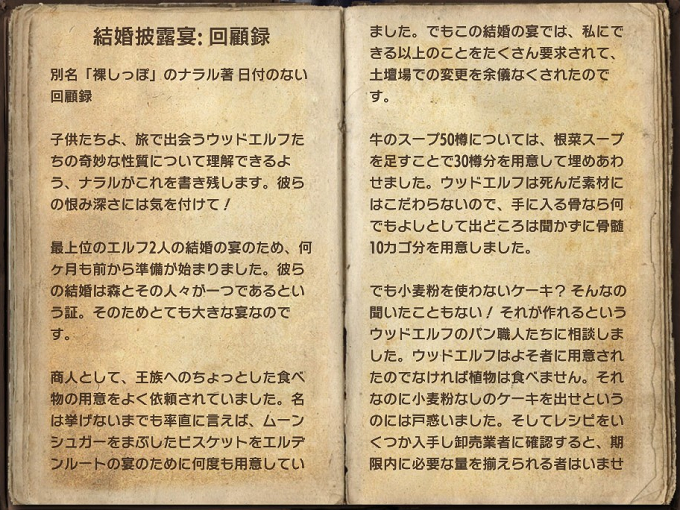 結婚披露宴: 回顧録
別名「裸しっぽ」のナラル著 日付のない
回顧録
子供たちよ、旅で出会うウッドエルフた
ちの奇妙な性質について理解できるよ
う、ナラルがこれを書き残します。彼ら
の恨み深さには気を付けて！
最上位のエルフ2人の結婚の宴のため、何
ヶ月も前から準備が始まりました。彼ら
の結婚は森とその人々が一つであるとい
う証。そのためとても大きな宴なので
す。
商人として、王族へのちょっとした食べ
物の用意をよく依頼されていました。名
は挙げないまでも率直に言えば、ムーン
シュガーをまぶしたビスケットをエルデ
ンルートの宴のために何度も用意してい
ました。でもこの結婚の宴では、私にで
きる以上のことをたくさん要求されて、
土壇場での変更を余儀なくされたので
す。
牛のスープ50樽については、根菜スープ
を足すことで30樽分を用意して埋めあわ
せました。ウッドエルフは死んだ素材に
はこだわらないので、手に入る骨なら何
でもよしとして出どころは聞かずに骨髄
10カゴ分を用意しました。
でも小麦粉を使わないケーキ？ そんなの
聞いたこともない！ それが作れるという
ウッドエルフのパン職人たちに相談しま
した。ウッドエルフはよそ者に用意され
たのでなければ植物は食べません。それ
なのに小麦粉なしのケーキを出せという
のには戸惑いました。そしてレシピをい
くつか入手し卸売業者に確認すると、期
限内に必要な量を揃えられる者はいませ